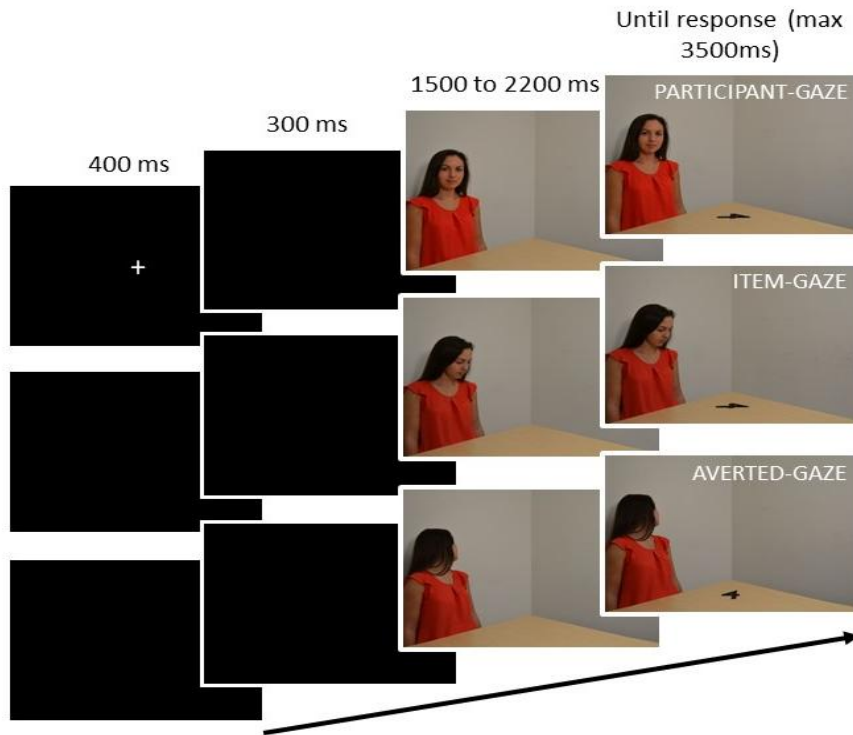 Until response (max
3500ms)
1500 to 2200 ms
300 ms
400 ms
PARTICIPANT-GAZE
ITEM-GAZE
AVERTED-GAZE